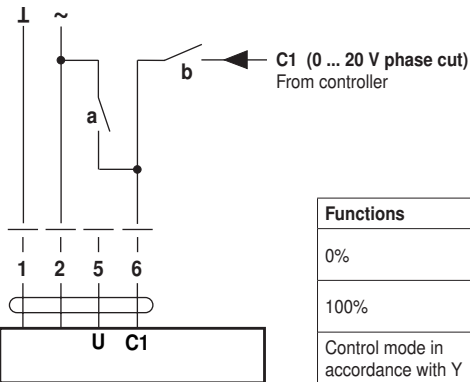 ⊥ ~
C1 (0 ... 20 V phase cut)
From controller
b
a
1 2 5 6
U C1
Functions
0%
100%
Control mode in
accordance with Y